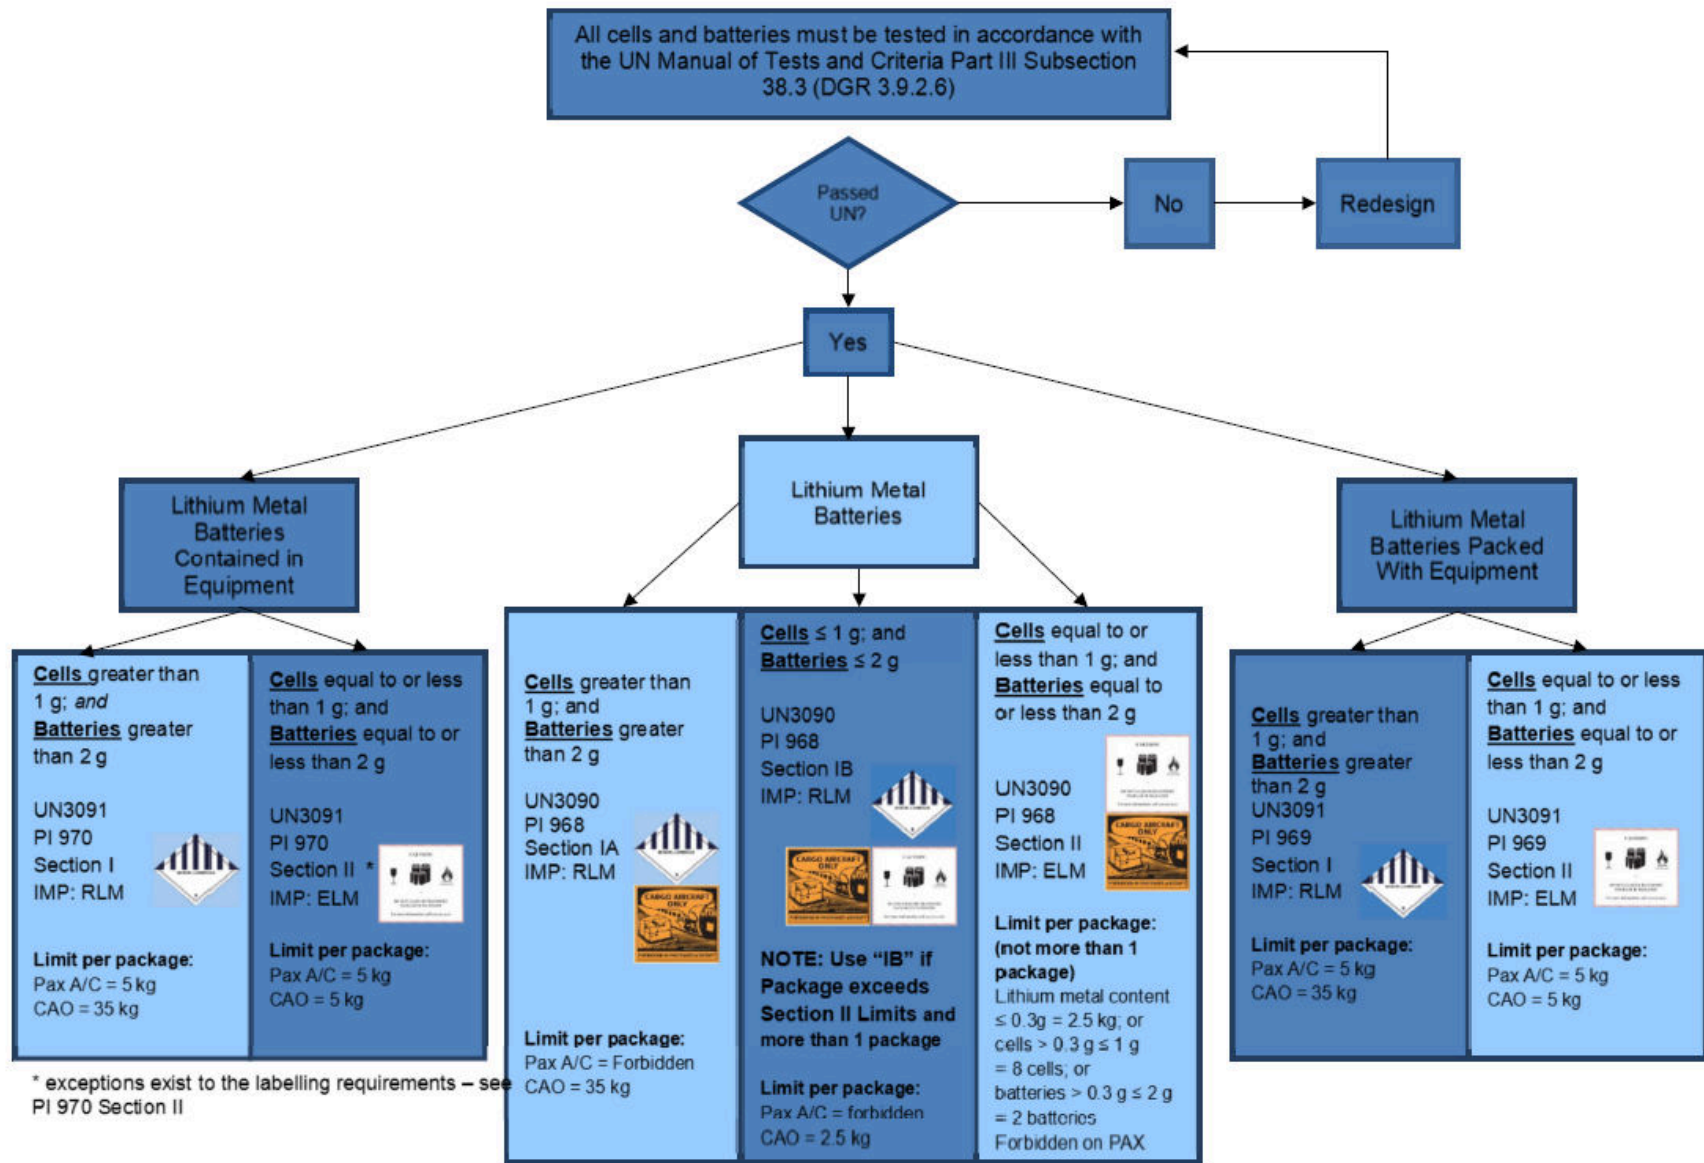 All cells and batteries must be tested in accordance with
the UN Manual of Tests and Criteria Part III Subsection
38.3 (DGR 3.9.2.6)
Passed
UN?
No
Redesign
Yes
Lithium Metal
Batteries
Contained in
Equipment
Lithium Metal
Batteries
Lithium Metal
Batteries Packed
With Equipment
Cells greater than
1 g; and
Batteries greater
than 2 g
UN3091
PI 970
Section I
IMP: RLM
Limit per package:
Pax A/C = 5 kg
CAO = 35 kg
Cells equal to or less
than 1 g; and
Batteries equal to or
less than 2 g
UN3091
PI 970
Section II *
IMP: ELM
Limit per package:
Pax A/C = 5 kg
CAO = 5 kg
* exceptions exist to the labelling requirements – see
PI 970 Section II
Cells greater than
1 g; and
Batteries greater
than 2 g
UN3090
PI 968
Section IA
IMP: RLM
CARGO AIRCRAFT
ONLY
Limit per package:
Pax A/C = Forbidden
CAO = 35 kg
Cells ≤ 1 g; and
Batteries ≤ 2 g
UN3090
PI 968
Section IB
IMP: RLM
CARGO AIRCRAFT
ONLY
NOTE: Use “IB” if
Package exceeds
Section II Limits and
more than 1 package
Limit per package:
Pax A/C = forbidden
CAO = 2.5 kg
Cells equal to or
less than 1 g; and
Batteries equal to
or less than 2 g
UN3090
PI 968
Section II
IMP: ELM
CARGO AIRCRAFT
ONLY
Limit per package:
(not more than 1
package)
Lithium metal content
≤ 0.3g = 2.5 kg; or
cells > 0.3 g ≤ 1 g
= 8 cells; or
batteries > 0.3 g ≤ 2 g
= 2 batteries
Forbidden on PAX
Cells greater than
1 g; and
Batteries greater
than 2 g
UN3091
PI 969
Section I
IMP: RLM
Limit per package:
Pax A/C = 5 kg
CAO = 35 kg
Cells equal to or less
than 1 g; and
Batteries equal to or
less than 2 g
UN3091
PI 969
Section II
IMP: ELM
Limit per package:
Pax A/C = 5 kg
CAO = 5 kg